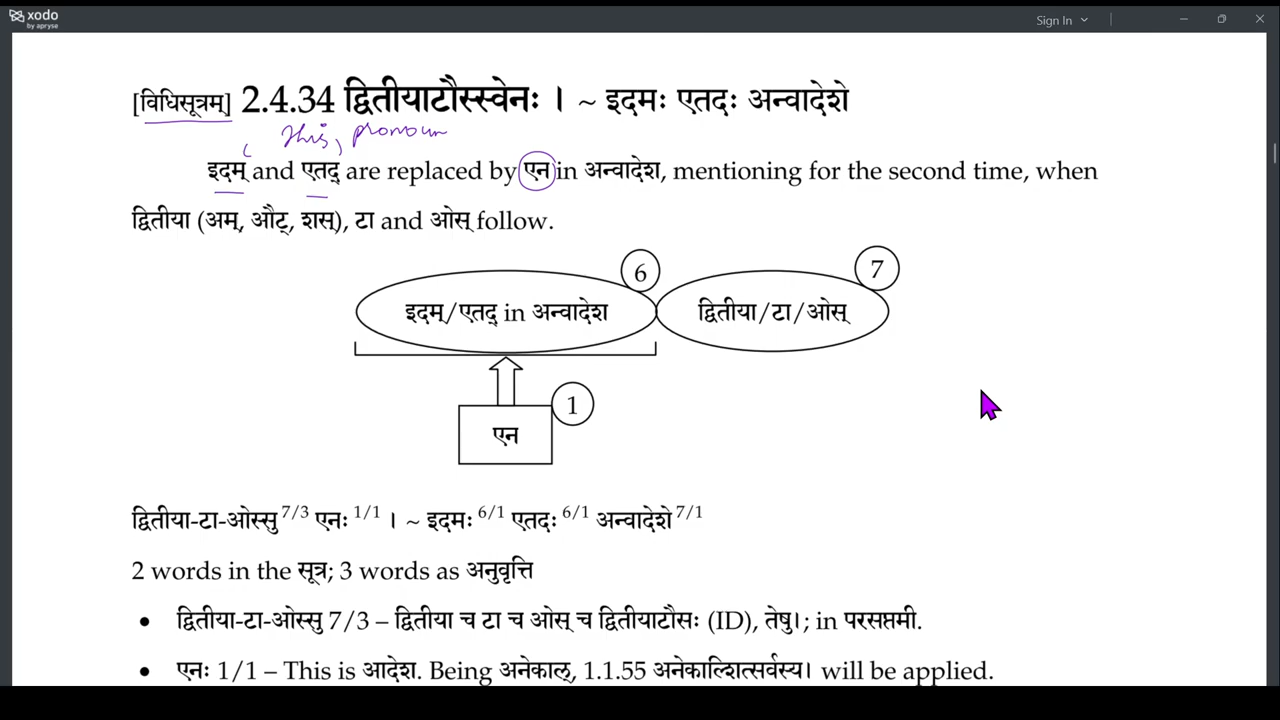 xodo
by apryse
Sign In
[विधिसूत्रम्] 2.4.34 द्वितीयाटौस्स्वेनः । ~ इदमः एतदः अन्वादेशे
this, pronoun
इदम् and एतद् are replaced by एन in अन्वादेश, mentioning for the second time, when
द्वितीया (अम्, औट्, शस्), टा and ओस् follow.
6
7
इदम्/एतद् in अन्वादेश
द्वितीया/टा/ओस्
1
एन
द्वितीया-टा-ओस्सु 7/3 एनः 1/1 । ~ इदमः 6/1 एतदः 6/1 अन्वादेशे 7/1
2 words in the सूत्र; 3 words as अनुवृत्ति
• द्वितीया-टा-ओस्सु 7/3 – द्वितीया च टा च ओस् च द्वितीयाटौसः (ID), तेषु।; in परसप्तमी.
• एनः 1/1 – This is आदेश. Being अनेकाल्, 1.1.55 अनेकाल्शित्सर्वस्य। will be applied.